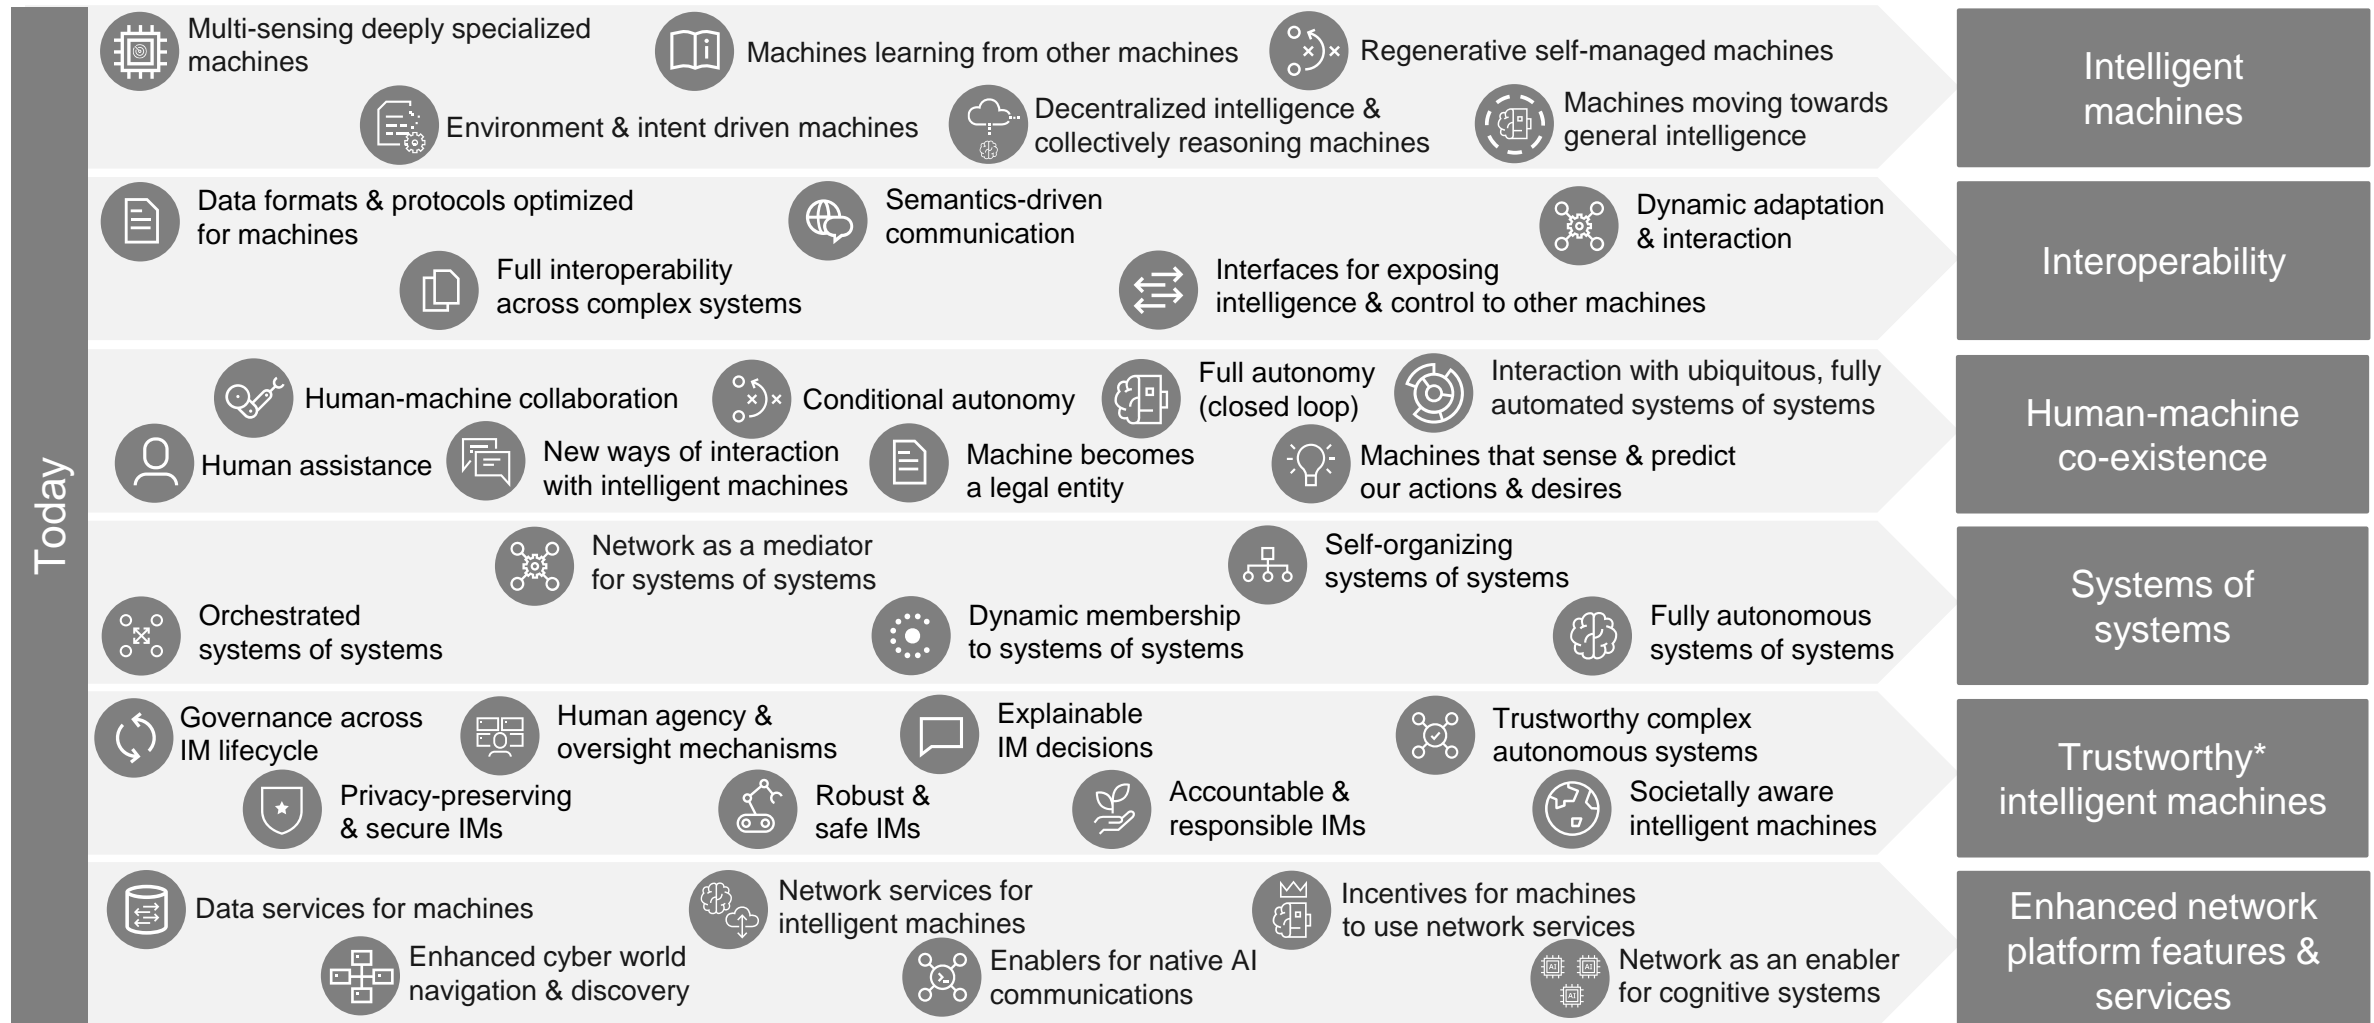 Today
Multi-sensing deeply specialized
machines
Machines learning from other machines
Regenerative self-managed machines
Environment & intent driven machines
Decentralized intelligence &
collectively reasoning machines
Machines moving towards
general intelligence
Intelligent
machines
Data formats & protocols optimized
for machines
Semantics-driven
communication
Dynamic adaptation
& interaction
Full interoperability
across complex systems
Interfaces for exposing
intelligence & control to other machines
Interoperability
Human-machine collaboration
Conditional autonomy
Full autonomy
(closed loop)
Interaction with ubiquitous, fully
automated systems of systems
Human assistance
New ways of interaction
with intelligent machines
Machine becomes
a legal entity
Machines that sense & predict
our actions & desires
Human-machine
co-existence
Network as a mediator
for systems of systems
Self-organizing
systems of systems
Orchestrated
systems of systems
Dynamic membership
to systems of systems
Fully autonomous
systems of systems
Systems of
systems
Governance across
IM lifecycle
Human agency &
oversight mechanisms
Explainable
IM decisions
Trustworthy complex
autonomous systems
Privacy-preserving
& secure IMs
Robust &
safe IMs
Accountable &
responsible IMs
Societally aware
intelligent machines
Trustworthy*
intelligent machines
Data services for machines
Network services for
intelligent machines
Incentives for machines
to use network services
Enhanced cyber world
navigation & discovery
Enablers for native AI
communications
AI
AI
AI
Network as an enabler
for cognitive systems
Enhanced network
platform features &
services